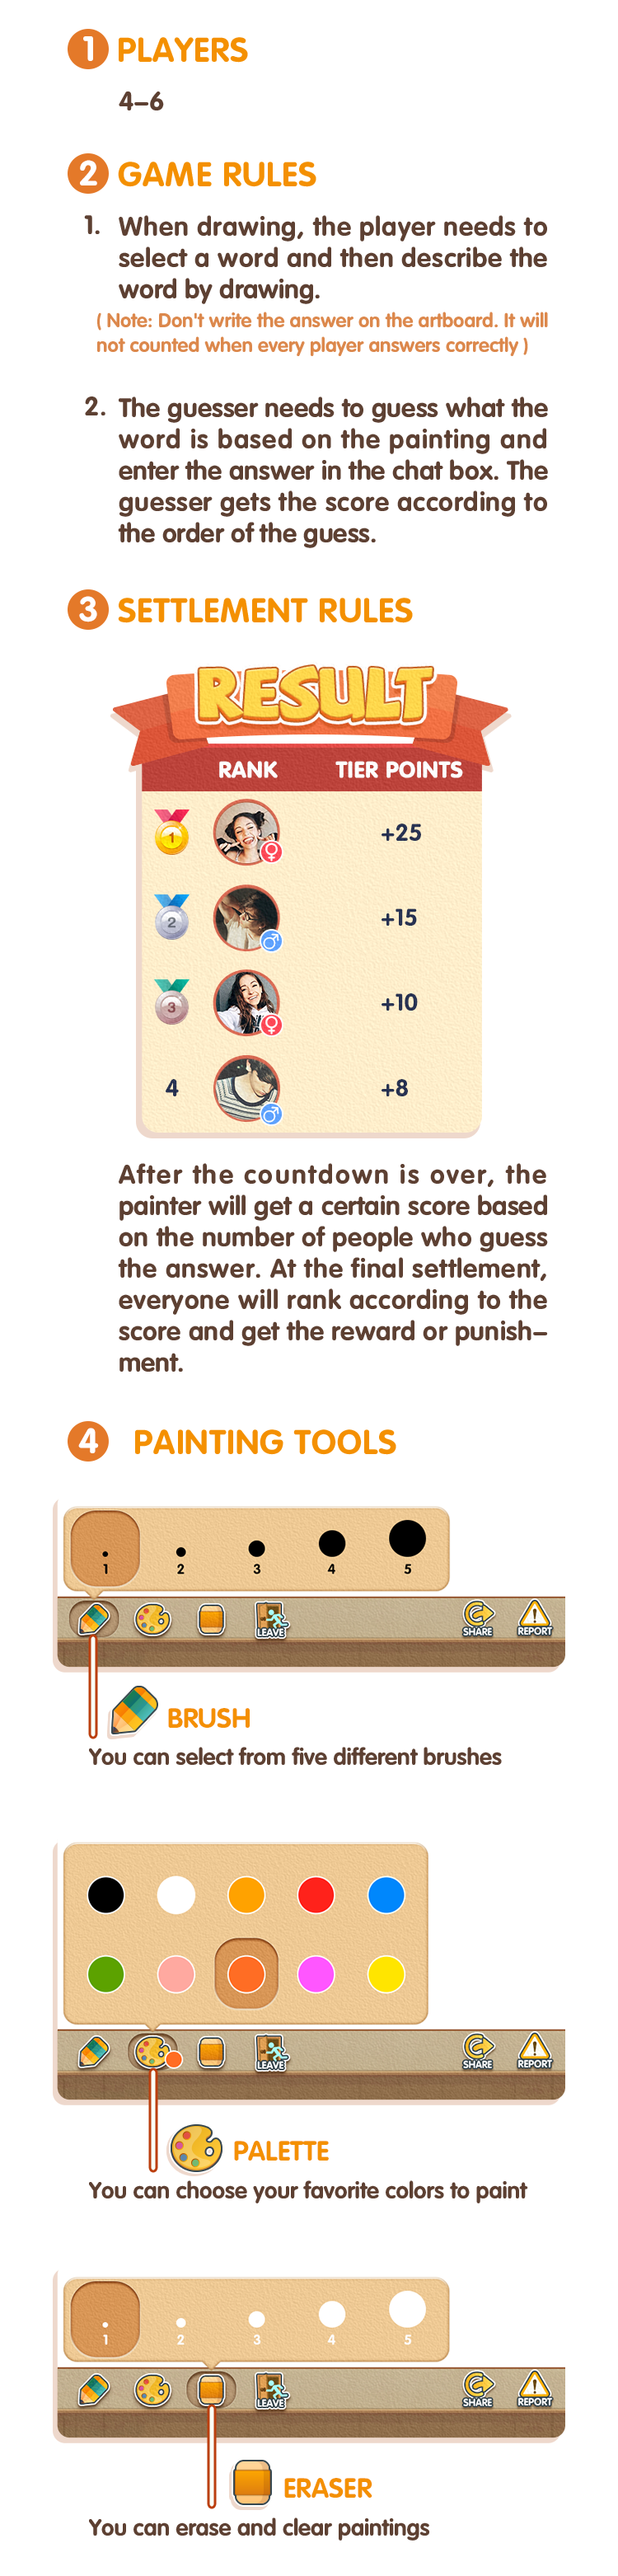 1 PLAYERS
4–6
2 GAME RULES
1. When drawing, the player needs to
select a word and then describe the
word by drawing.
( Note: Don't write the answer on the artboard. It will
not counted when every player answers correctly )
2. The guesser needs to guess what the
word is based on the painting and
enter the answer in the chat box. The
guesser gets the score according to
the order of the guess.
3 SETTLEMENT RULES
RESULT
RANK TIER POINTS
1 +25
2 +15
3 +10
4 +8
After the countdown is over, the
painter will get a certain score based
on the number of people who guess
the answer. At the final settlement,
everyone will rank according to the
score and get the reward or punish–
ment.
4 PAINTING TOOLS
1 2 3 4 5
LEAVE SHARE REPORT
BRUSH
You can select from five different brushes
LEAVE SHARE REPORT
PALETTE
You can choose your favorite colors to paint
1 2 3 4 5
LEAVE SHARE REPORT
ERASER
You can erase and clear paintings